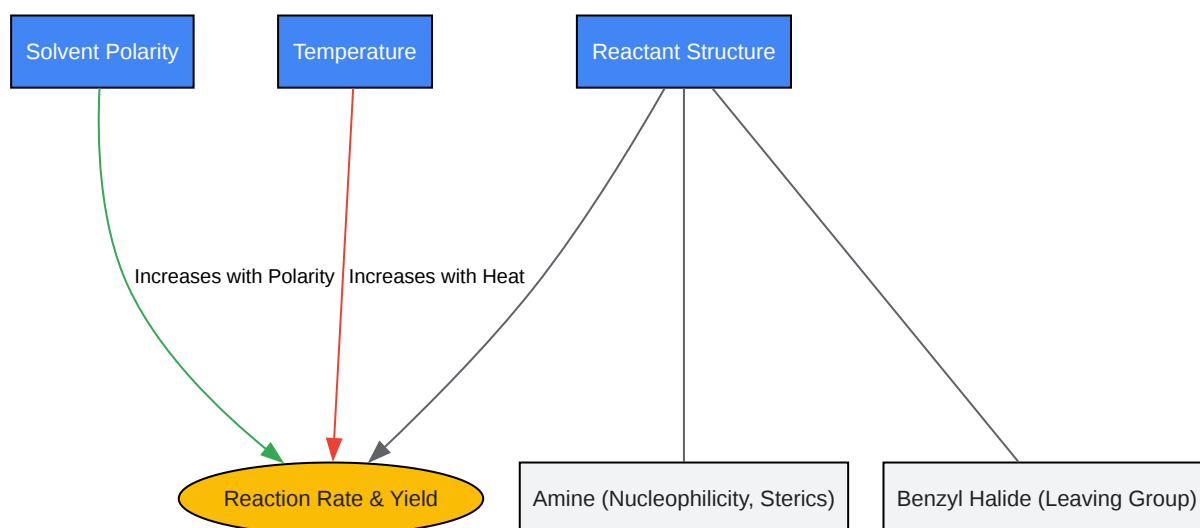 Solvent Polarity
Temperature
Reactant Structure
Increases with Polarity
Increases with Heat
Reaction Rate & Yield
Amine (Nucleophilicity, Sterics)
Benzyl Halide (Leaving Group)